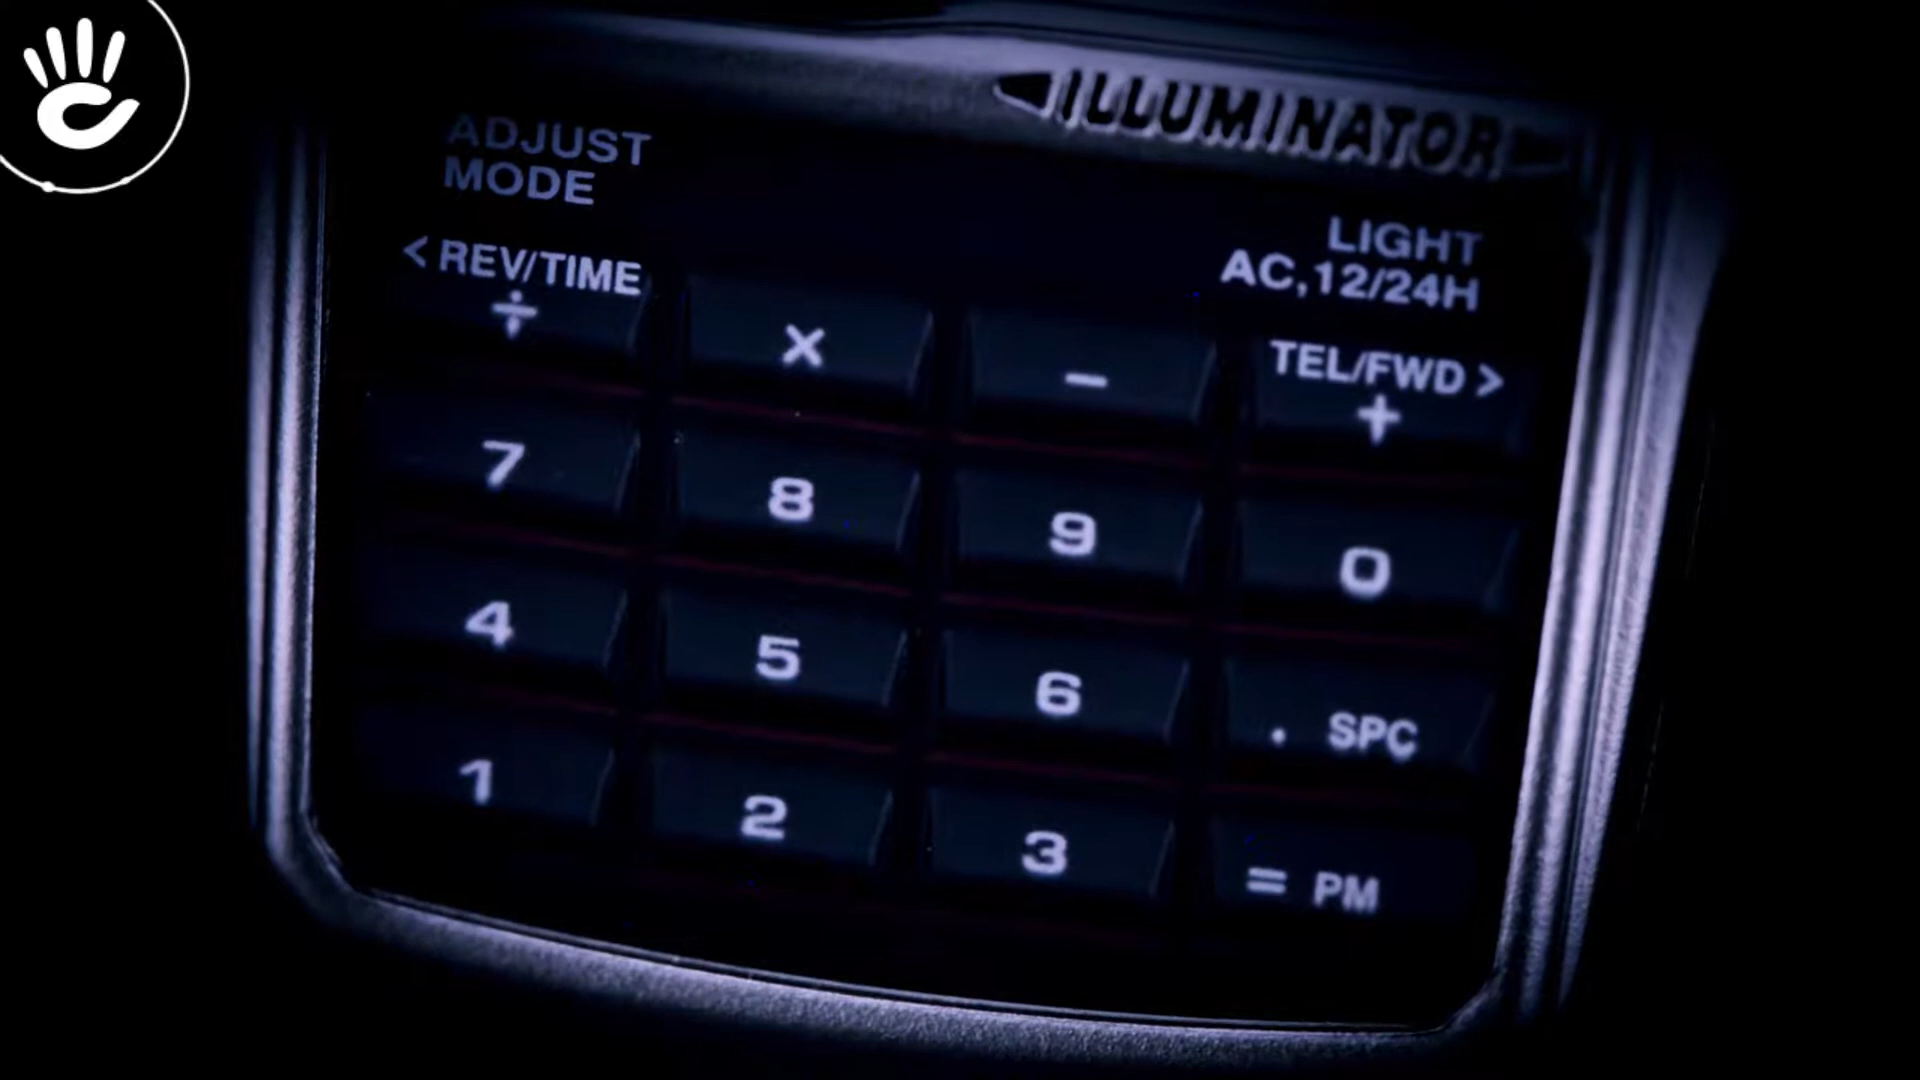 ILLUMINATOR
ADJUST
MODE
LIGHT
AC,12/24H
< REV/TIME
TEL/FWD >
÷ × − +
7 8 9 0
4 5 6 . SPC
1 2 3 = PM